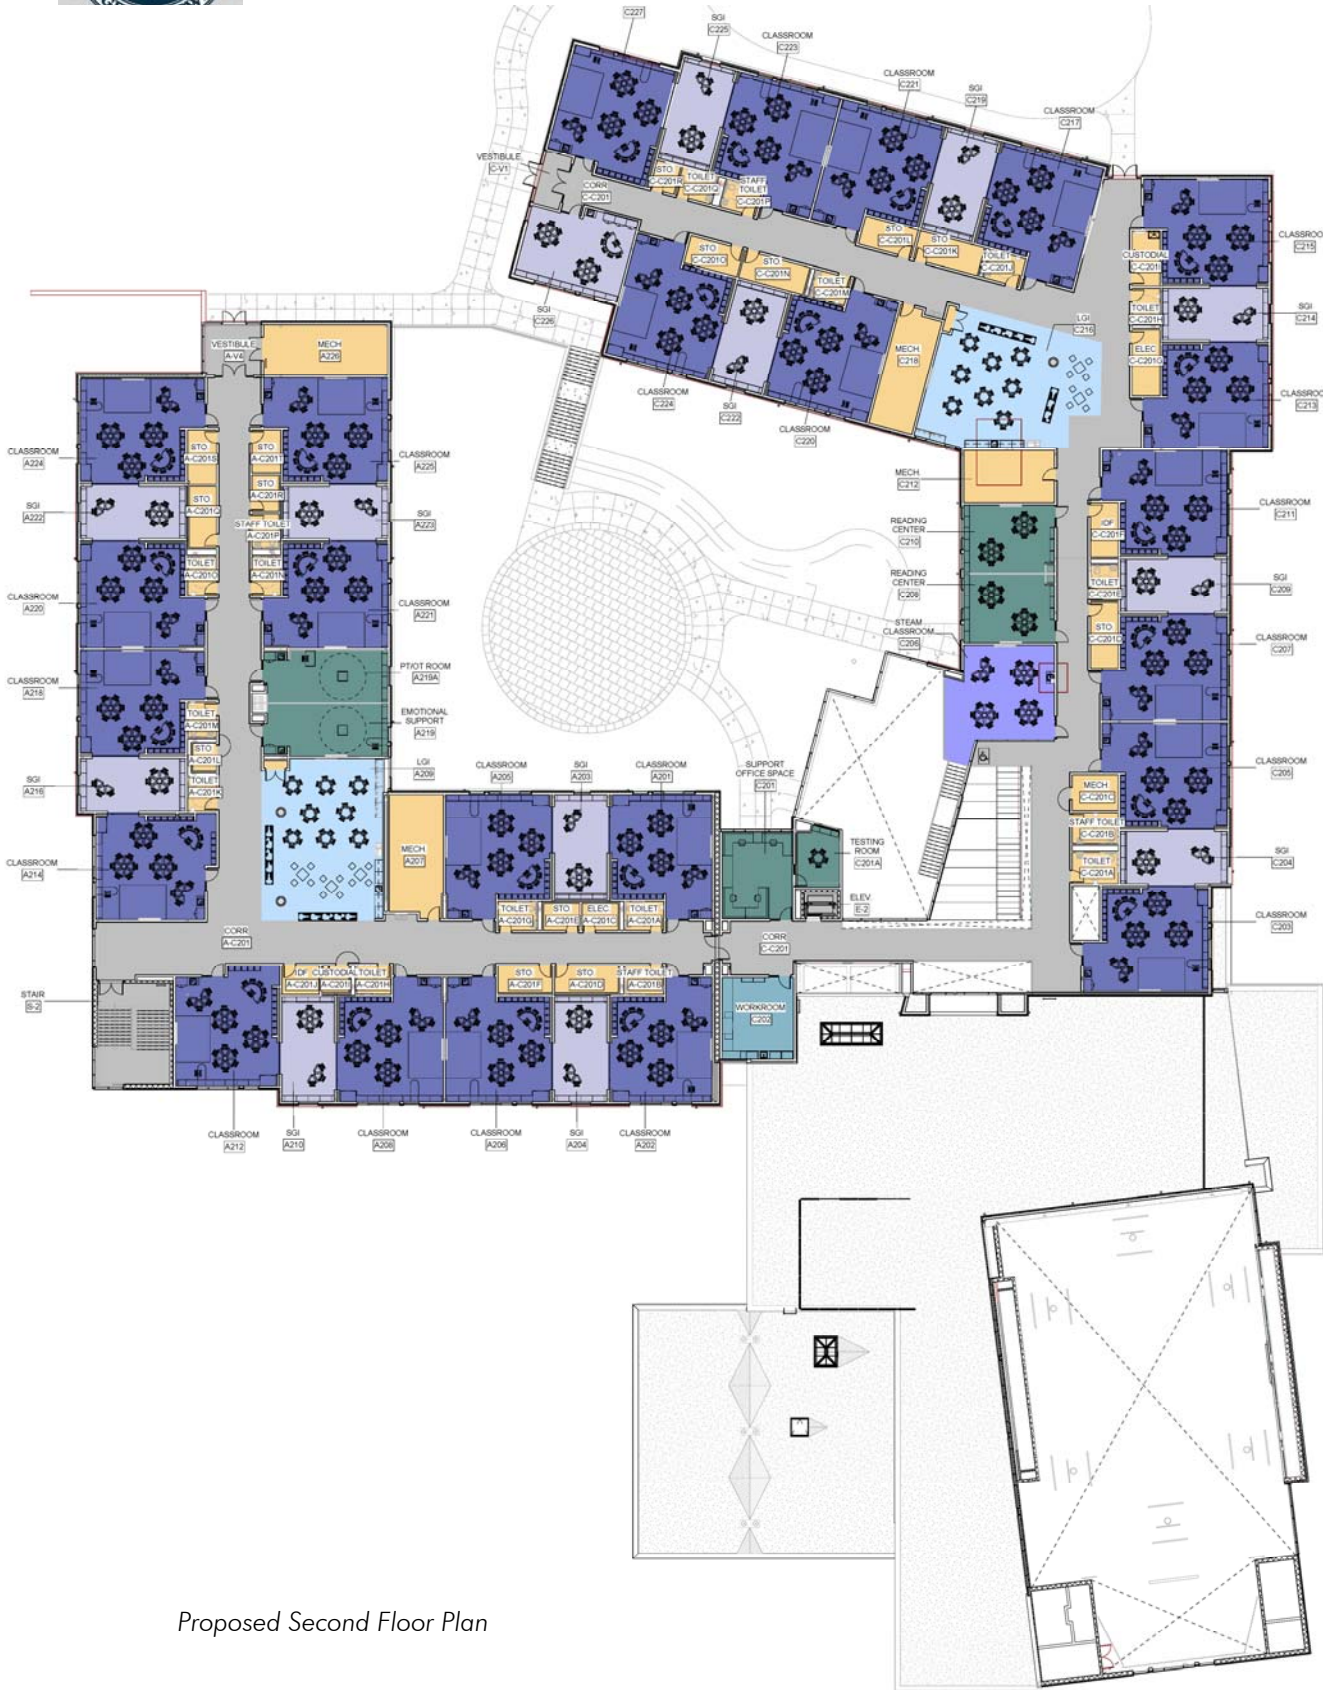 C227
SGI
C225
CLASSROOM
C223
CLASSROOM
C221
SGI
C219
CLASSROOM
C217
VESTIBULE
C-V1
CORR
C-C201
STO
C-C201R
TOILET
C-C201Q
STAFF
TOILET
C-C201P
STO
C-C201L
STO
C-C201K
TOILET
C-C201J
STO
C-C201O
STO
C-C201N
TOILET
C-C201M
CUSTODIAL
C-C201I
CLASSROO
C215
TOILET
C-C201H
SGI
C214
ELEC
C-C201G
CLASSROO
C213
SGI
C226
LGI
C216
MECH
C218
CLASSROOM
C224
SGI
C222
CLASSROOM
C220
VESTIBULE
A-V4
MECH
A226
CLASSROOM
A224
STO
A-C201S
STO
A-C201T
CLASSROOM
A225
STO
A-C201R
SGI
A222
STO
A-C201Q
STAFF TOILET
A-C201P
SGI
A223
TOILET
A-C201O
TOILET
A-C201N
CLASSROOM
A220
CLASSROOM
A221
MECH.
C212
CLASSROOM
C211
READING
CENTER
C210
IDF
C-C201F
READING
CENTER
C208
TOILET
C-C201E
SGI
C209
STEAM
CLASSROOM
C206
STO
C-C201D
CLASSROOM
C207
CLASSROOM
A218
PT/OT ROOM
A219A
EMOTIONAL
SUPPORT
A219
TOILET
A-C201M
STO
A-C201L
TOILET
A-C201K
SGI
A216
LGI
A209
CLASSROOM
A205
SGI
A203
CLASSROOM
A201
SUPPORT
OFFICE SPACE
C201
CLASSROOM
C205
MECH
C-C201C
STAFF TOILET
C-C201B
TOILET
C-C201A
SGI
C204
MECH
A207
CLASSROOM
A214
TESTING
ROOM
C201A
ELEV
E-2
TOILET
A-C201G
STO
A-C201E
ELEC
A-C201C
TOILET
A-C201A
CLASSROOM
C203
CORR
A-C201
CORR
C-C201
IDF
A-C201J
CUSTODIAL
A-C201I
TOILET
A-C201H
STO
A-C201F
STO
A-C201D
STAFF TOILET
A-C201B
STAIR
S-2
WORKROOM
C202
CLASSROOM
A212
SGI
A210
CLASSROOM
A208
CLASSROOM
A206
SGI
A204
CLASSROOM
A202
Proposed Second Floor Plan